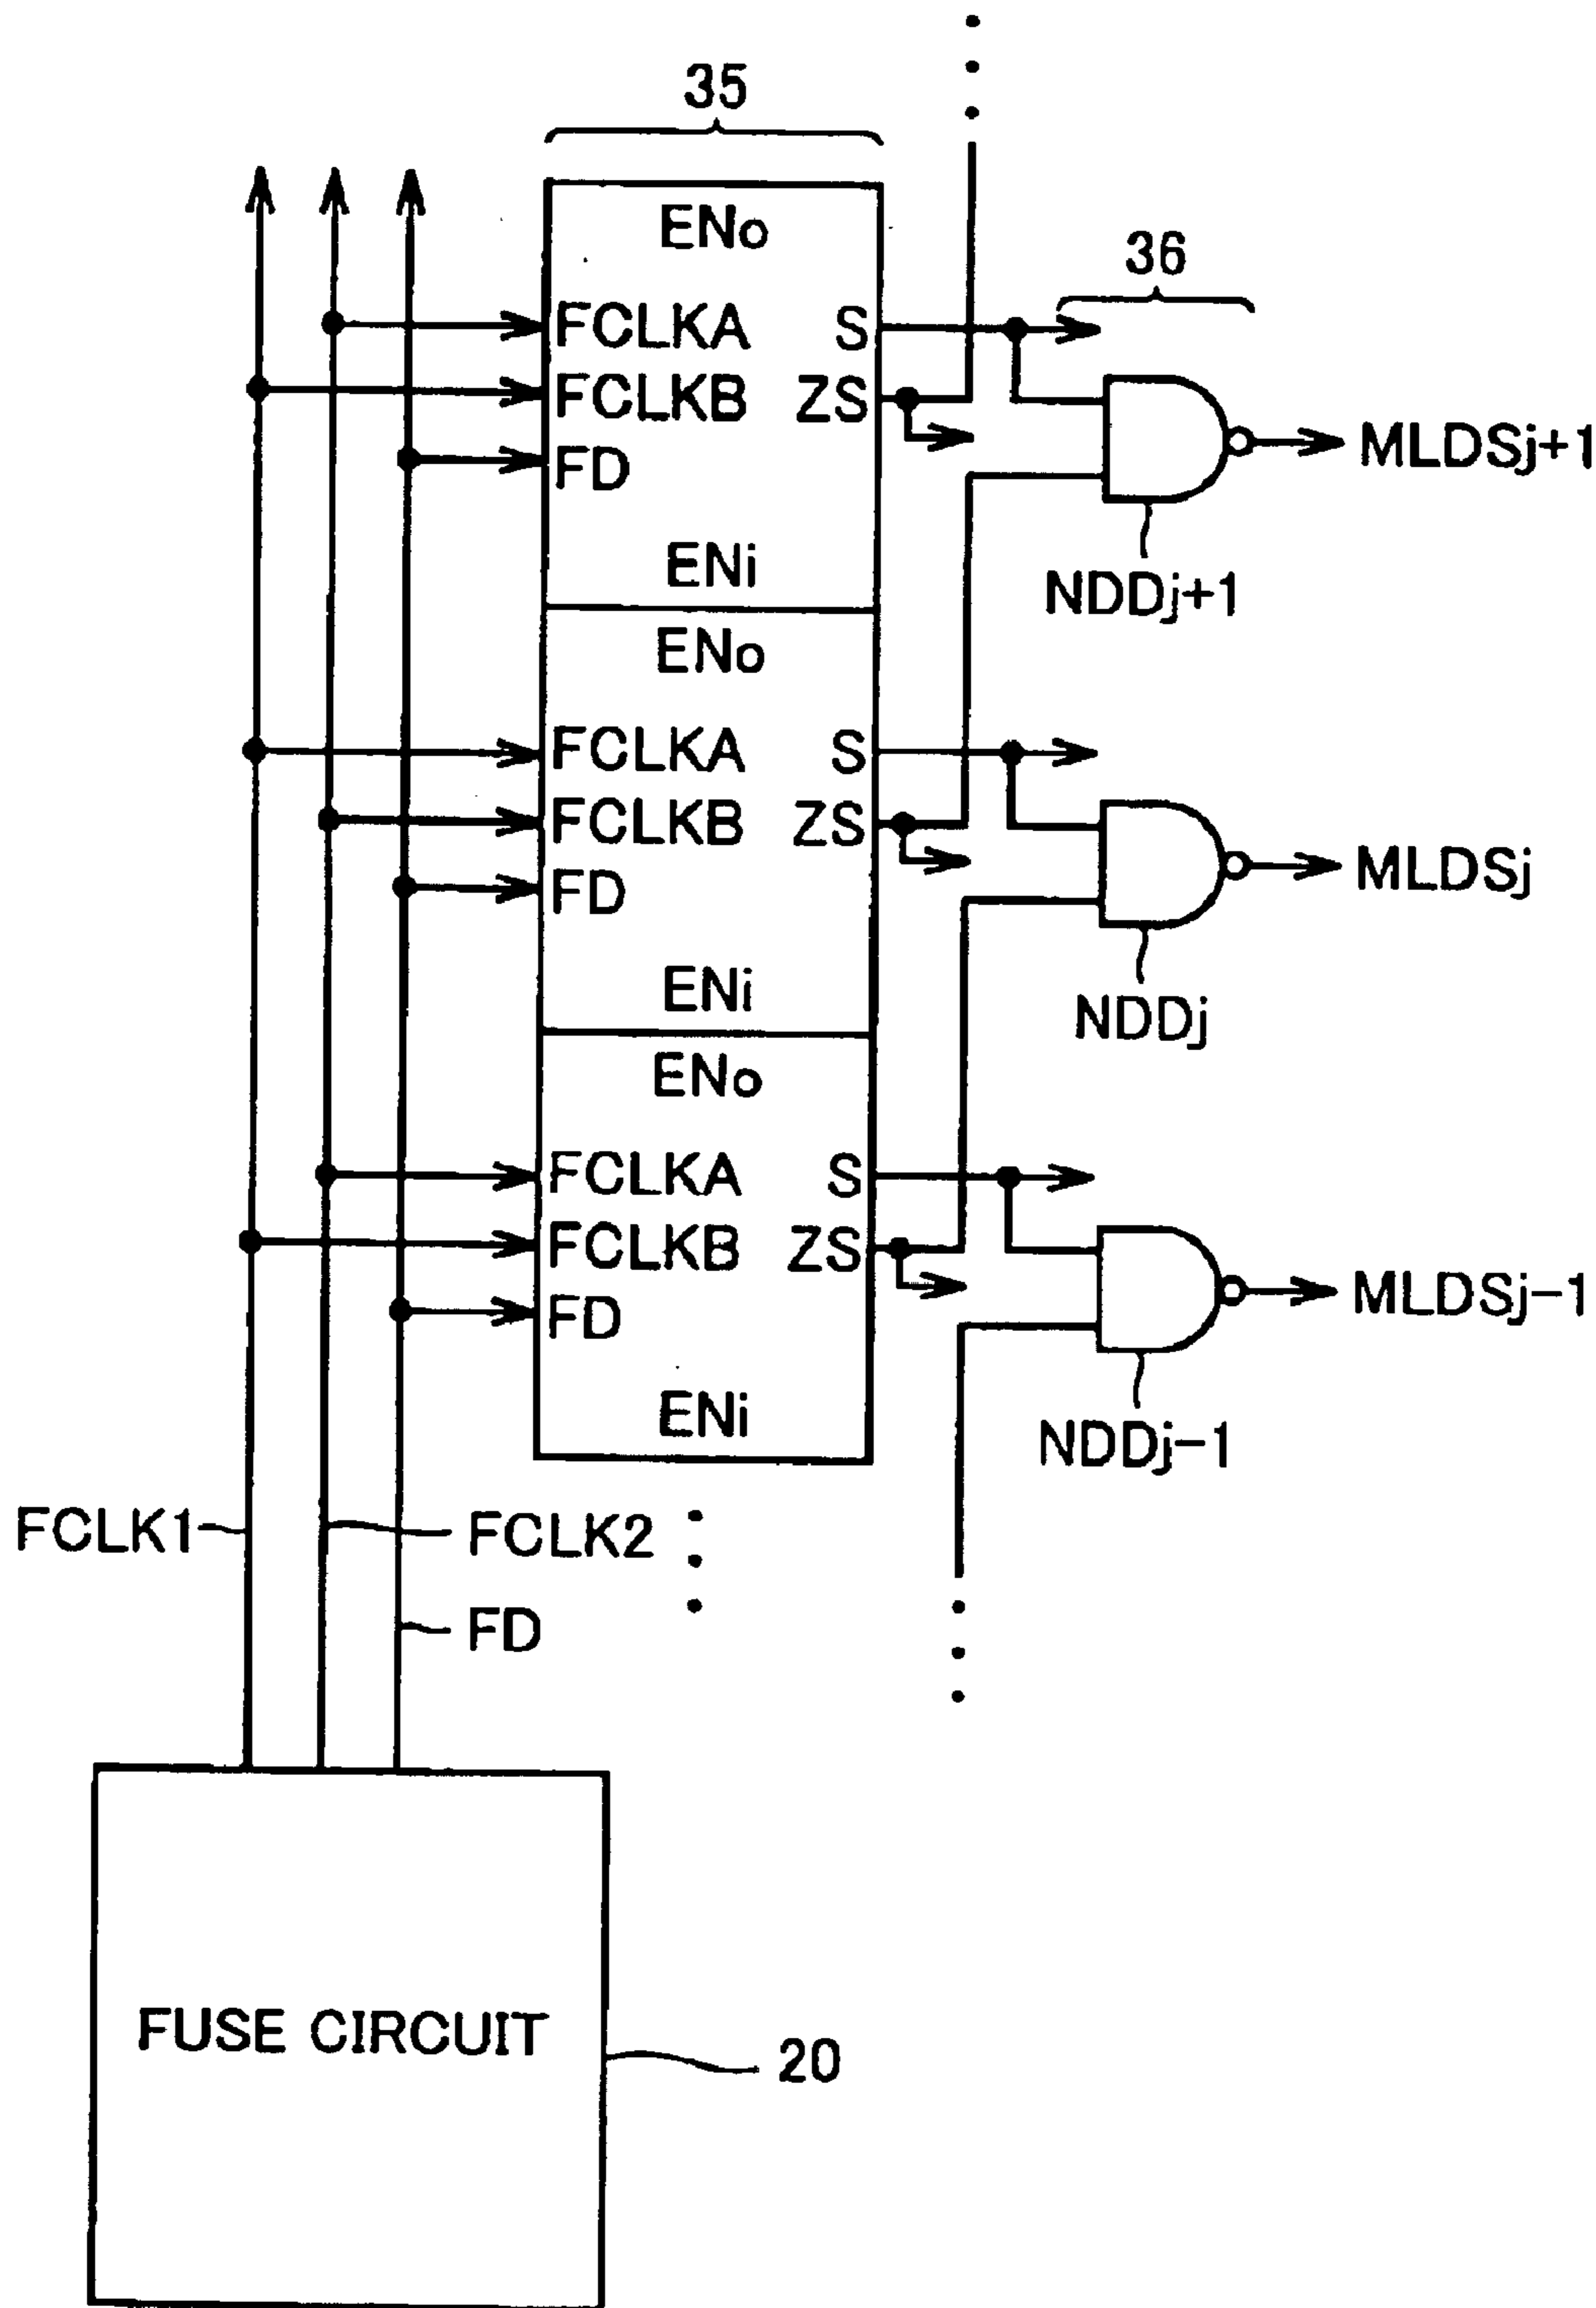 35
ENo
36
FCLKA S
FCLKB ZS
FD
MLDSj+1
ENi
NDDj+1
ENo
FCLKA S
FCLKB ZS
FD
MLDSj
ENi
NDDj
ENo
FCLKA S
FCLKB ZS
FD
MLDSj-1
ENi
NDDj-1
FCLK1
FCLK2
FD
FUSE CIRCUIT
20